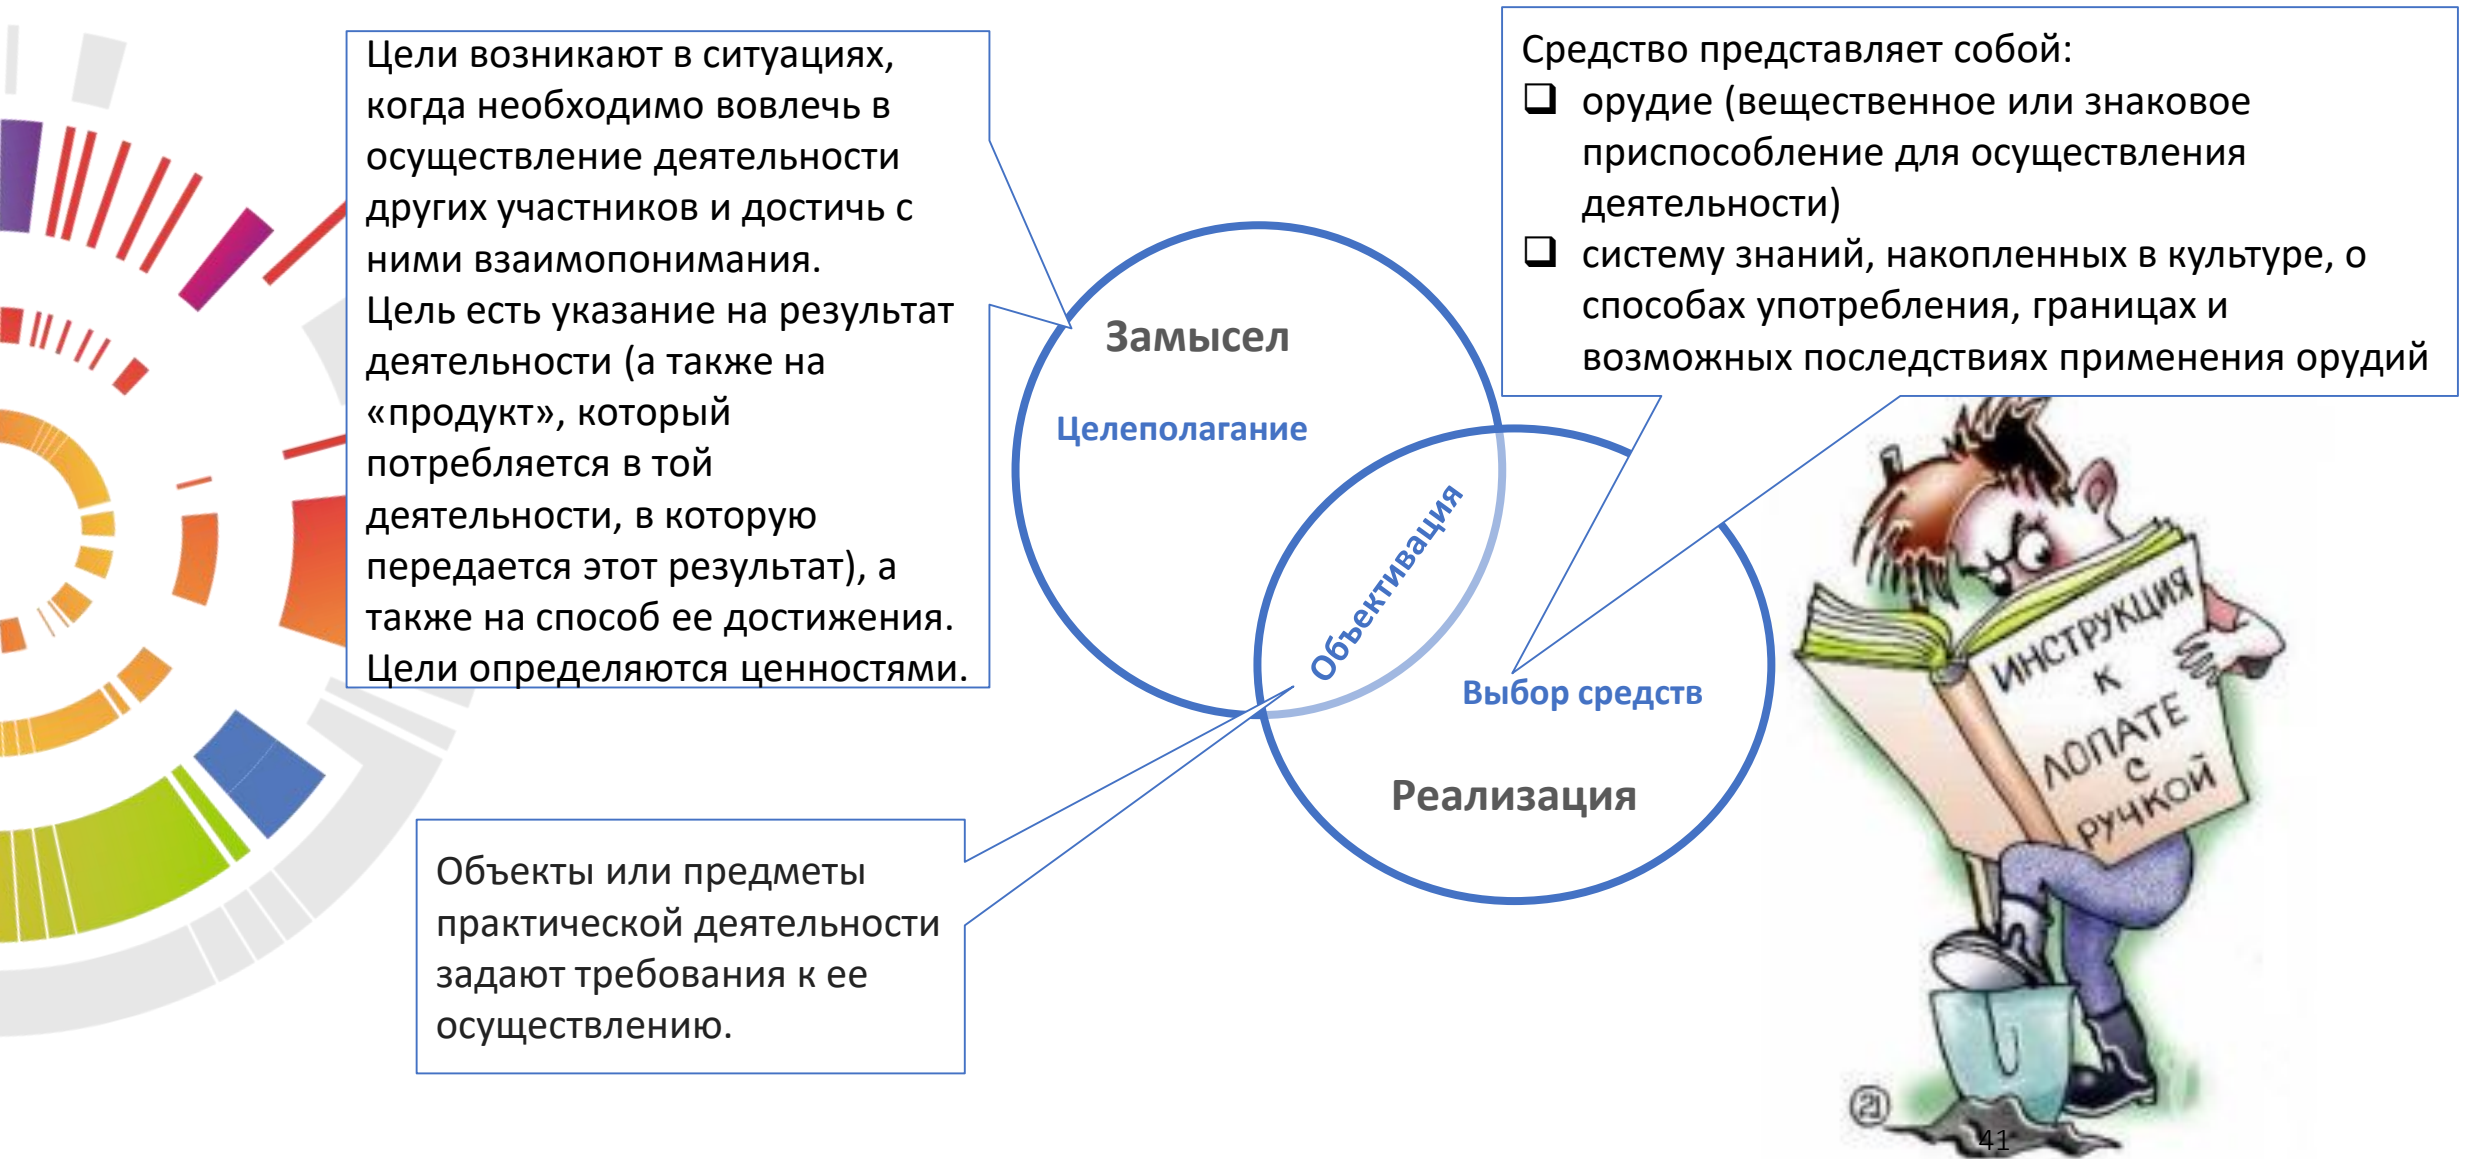 Цели возникают в ситуациях,
когда необходимо вовлечь в
осуществление деятельности
других участников и достичь с
ними взаимопонимания.
Цель есть указание на результат
деятельности (а также на
«продукт», который
потребляется в той
деятельности, в которую
передается этот результат), а
также на способ ее достижения.
Цели определяются ценностями.
Средство представляет собой:
орудие (вещественное или знаковое
приспособление для осуществления
деятельности)
систему знаний, накопленных в культуре, о
способах употребления, границах и
возможных последствиях применения орудий
Замысел
Целеполагание
Объективация
Выбор средств
Реализация
Объекты или предметы
практической деятельности
задают требования к ее
осуществлению.
ИНСТРУКЦИЯ
К
ЛОПАТЕ
С
РУЧКОЙ
21
41